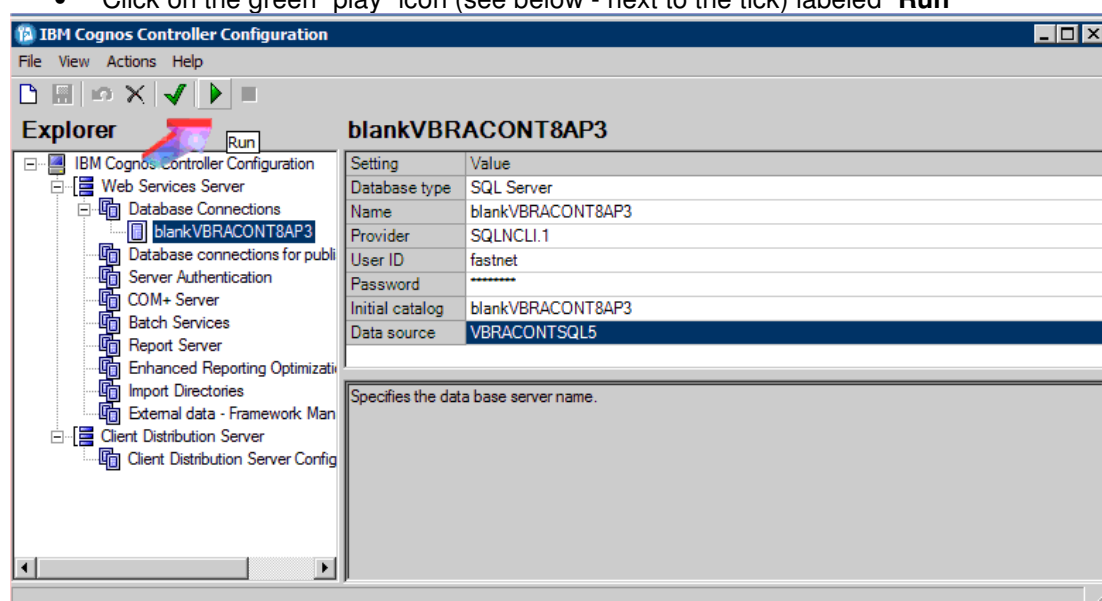 • Click on the green "play" icon (see below - next to the tick) labeled "Run"
IBM Cognos Controller Configuration
File View Actions Help
Explorer
Run
blankVBRACONT8AP3
IBM Cognos Controller Configuration
Web Services Server
Database Connections
blankVBRACONT8AP3
Database connections for publi
Server Authentication
COM+ Server
Batch Services
Report Server
Enhanced Reporting Optimizati
Import Directories
External data - Framework Man
Client Distribution Server
Client Distribution Server Config
Setting Value
Database type SQL Server
Name blankVBRACONT8AP3
Provider SQLNCLI.1
User ID fastnet
Password ********
Initial catalog blankVBRACONT8AP3
Data source VBRACONTSQL5
Specifies the data base server name.